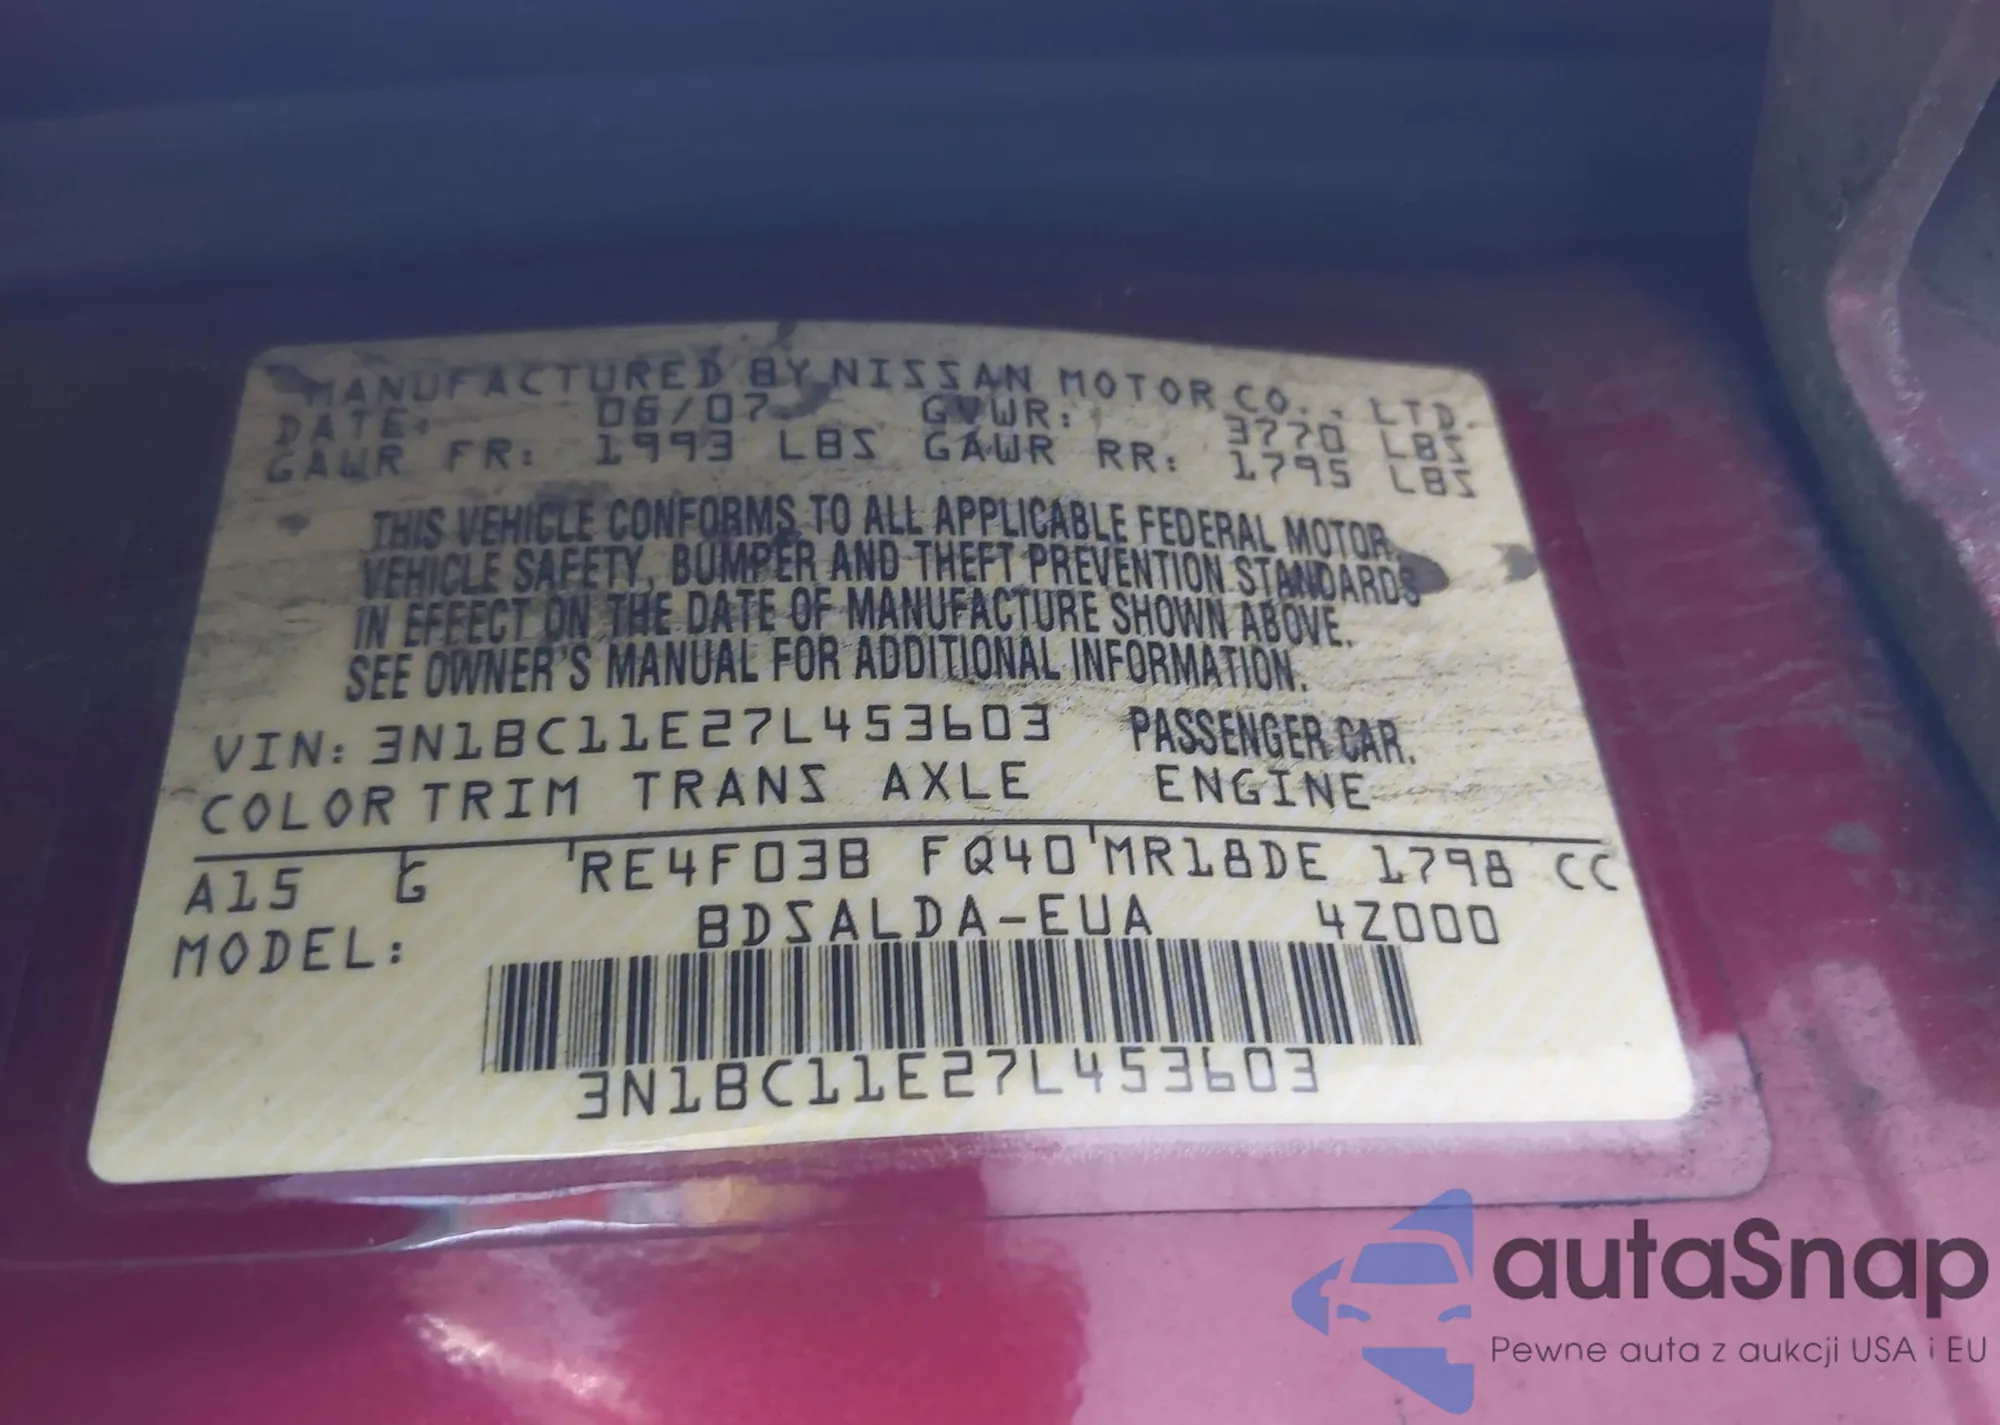 MANUFACTURED BY NISSAN MOTOR CO., LTD.
DATE: 06/07 GVWR: 3770 LBS
GAWR FR: 1993 LBS GAWR RR: 1795 LBS
THIS VEHICLE CONFORMS TO ALL APPLICABLE FEDERAL MOTOR
VEHICLE SAFETY, BUMPER AND THEFT PREVENTION STANDARDS
IN EFFECT ON THE DATE OF MANUFACTURE SHOWN ABOVE.
SEE OWNER'S MANUAL FOR ADDITIONAL INFORMATION.
VIN: 3N1BC11E27L453603 PASSENGER CAR.
COLOR TRIM TRANS AXLE ENGINE
A15 G RE4F03B FQ40 MR18DE 1798 CC
MODEL: BDSALDA-EUA 4Z000
3N1BC11E27L453603
autaSnap
Pewne auta z aukcji USA i EU